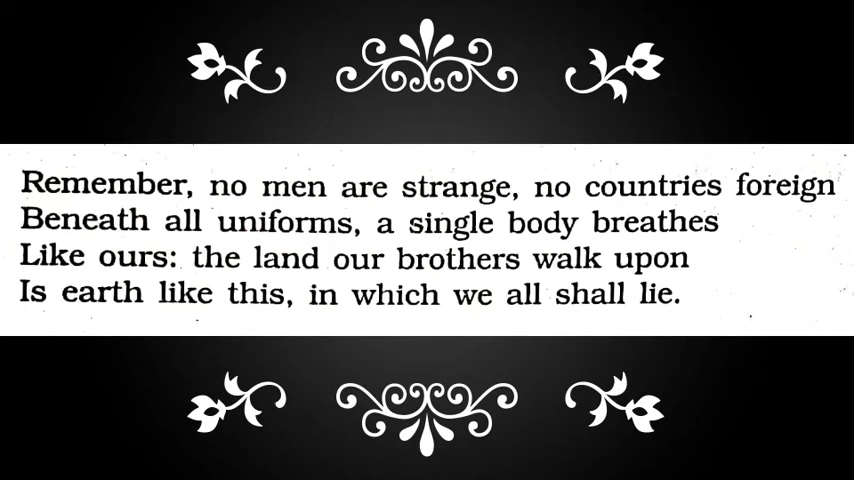 Remember, no men are strange, no countries foreign
Beneath all uniforms, a single body breathes
Like ours: the land our brothers walk upon
Is earth like this, in which we all shall lie.